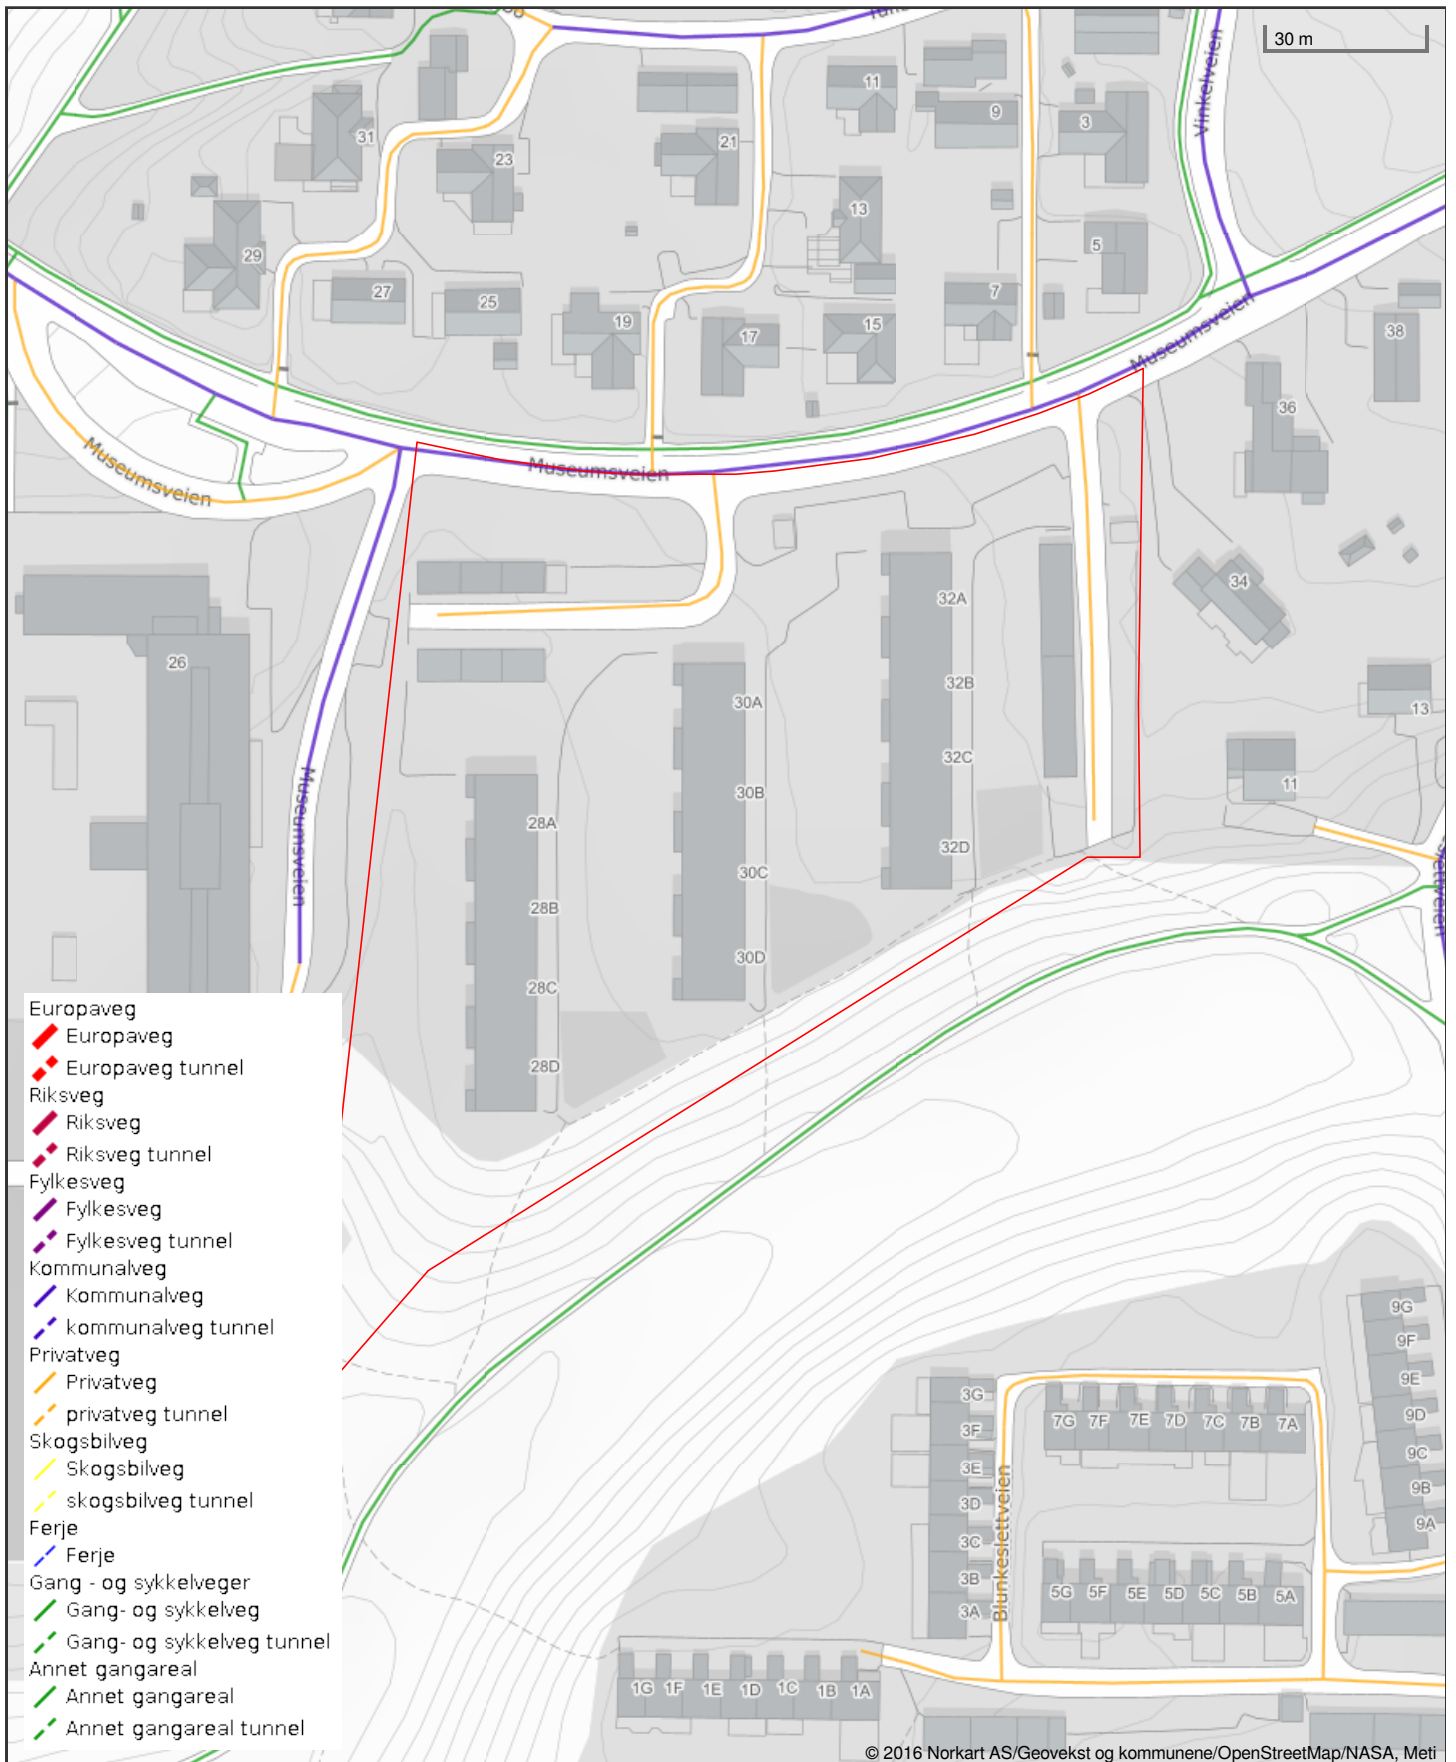 30 m
Vinkelveien
11
9
3
31
21
23
13
5
29
27
25
7
19
17
15
Museumsveien
38
36
Museumsveien
Museumsveien
34
32A
26
32B
30A
13
32C
11
30B
Museumsveien
28A
32D
30C
28B
30D
28C
28D
Europaveg
Europaveg
Europaveg tunnel
Riksveg
Riksveg
Riksveg tunnel
Fylkesveg
Fylkesveg
Fylkesveg tunnel
Kommunalveg
Kommunalveg
kommunalveg tunnel
Privatveg
Privatveg
privatveg tunnel
Skogsbilveg
Skogsbilveg
skogsbilveg tunnel
Ferje
Ferje
Gang - og sykkelveger
Gang- og sykkelveg
Gang- og sykkelveg tunnel
Annet gangareal
Annet gangareal
Annet gangareal tunnel
9G
9F
9E
9D
9C
9B
9A
3G
3F
3E
3D
3C
3B
3A
7G 7F 7E 7D 7C 7B 7A
Blunkeslettveien
5G 5F 5E 5D 5C 5B 5A
1G 1F 1E 1D 1C 1B 1A
© 2016 Norkart AS/Geovekst og kommunene/OpenStreetMap/NASA, Meti